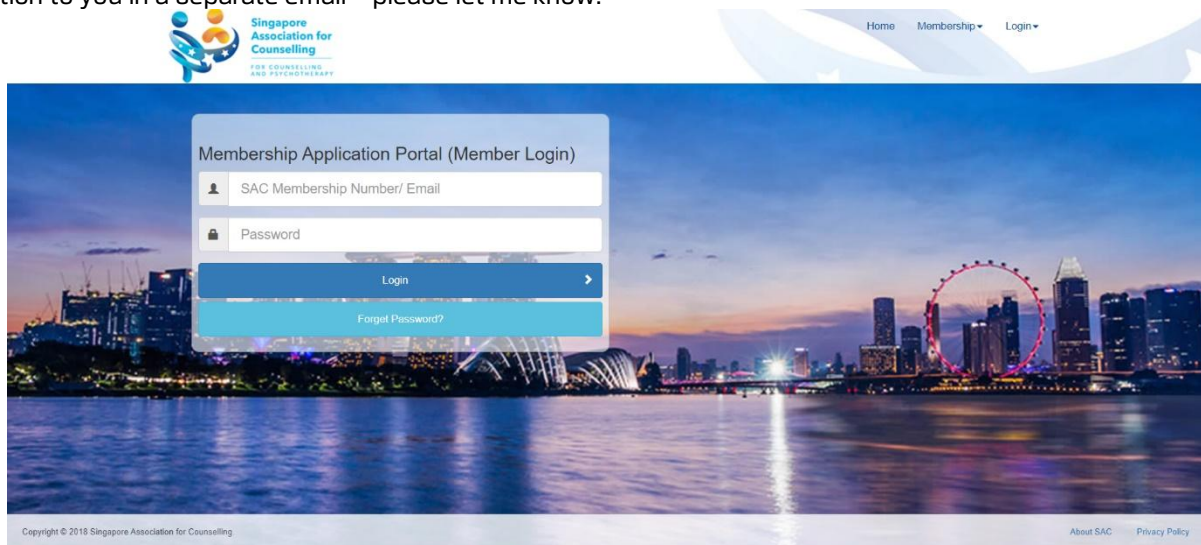 tion to you in a separate email – please let me know.
Singapore
Association for
Counselling
FOR COUNSELLING
AND PSYCHOTHERAPY
Home Membership Login
Membership Application Portal (Member Login)
SAC Membership Number/ Email
Password
Login
Forget Password?
Copyright © 2018 Singapore Association for Counselling
About SAC Privacy Policy